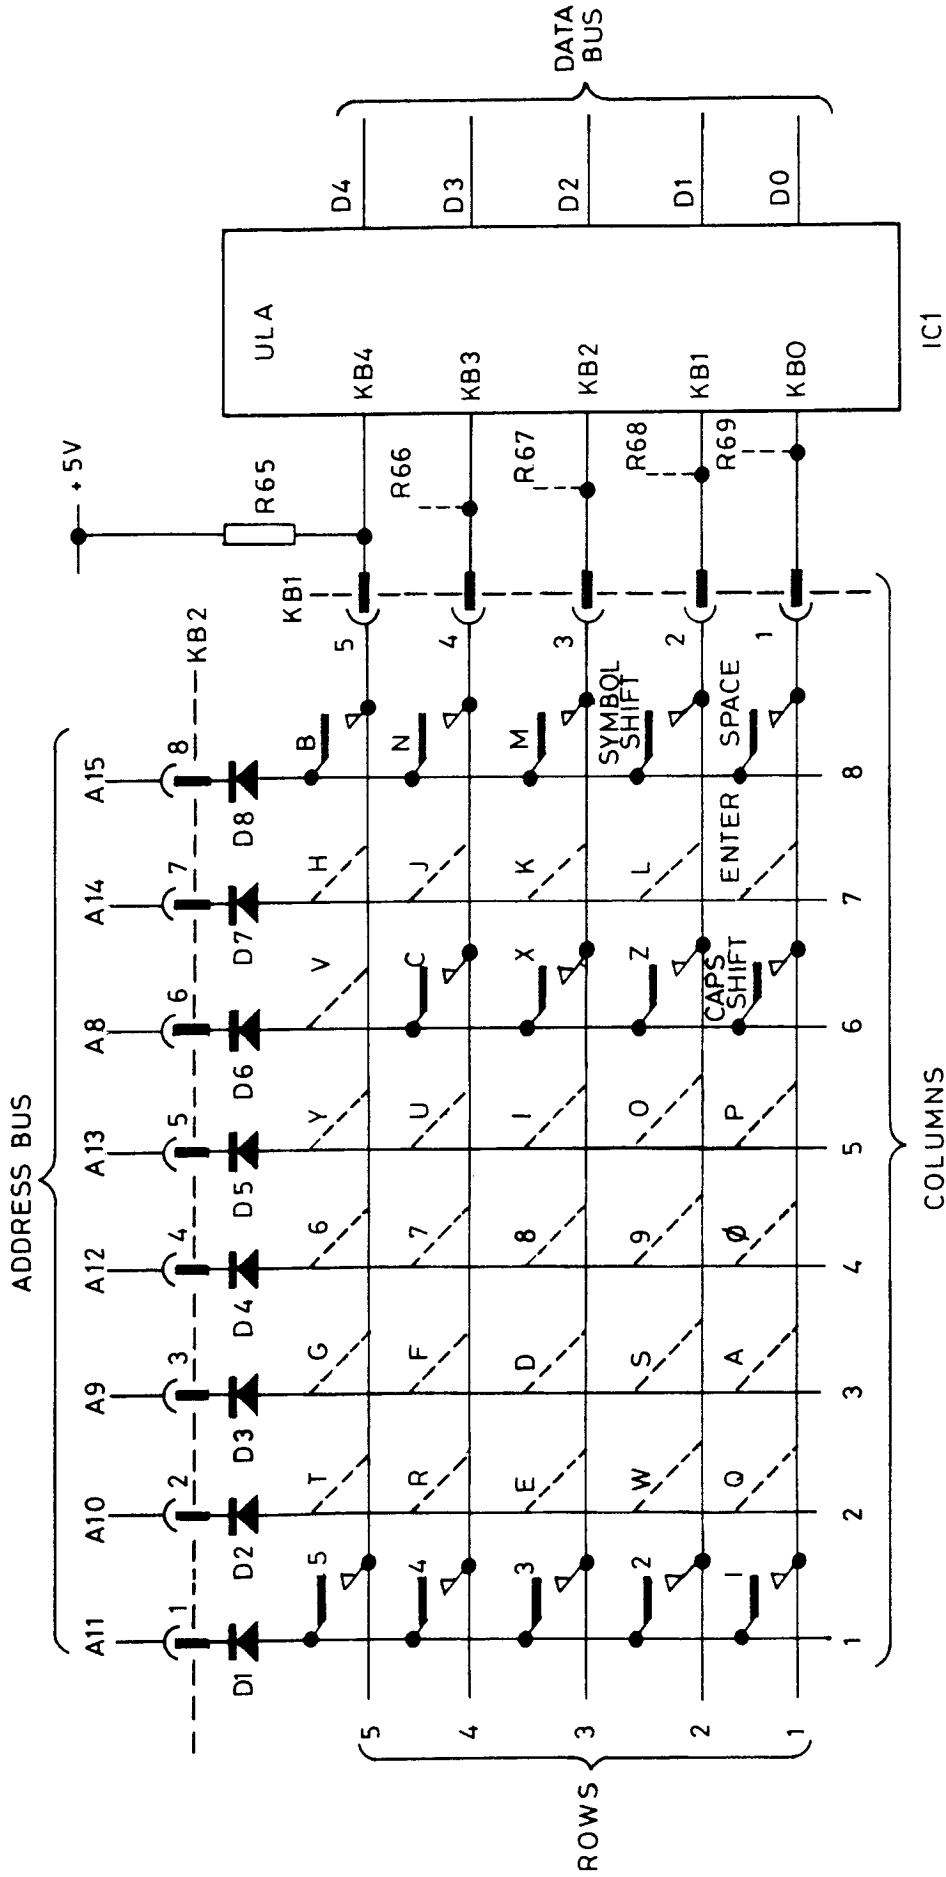 ADDRESS BUS
A11 A10 A9 A12 A13 A8 A14 A15
1 2 3 4 5 6 7 8
KB2
+5V
D1 D2 D3 D4 D5 D6 D7 D8
R65
KB1
ULA
5 T G 6 Y V H B
5
5
KB4
D4
4 R F 7 U C J N
4
4
R66
KB3
D3
3 E D 8 I X K M
3
3
R67
KB2
D2
DATA
BUS
2 W S 9 O Z L SYMBOL
SHIFT
2
2
R68
KB1
D1
1 Q A Ø P CAPS
SHIFT
ENTER SPACE
1
1
R69
KB0
D0
ROWS
1 2 3 4 5 6 7 8
COLUMNS
IC1